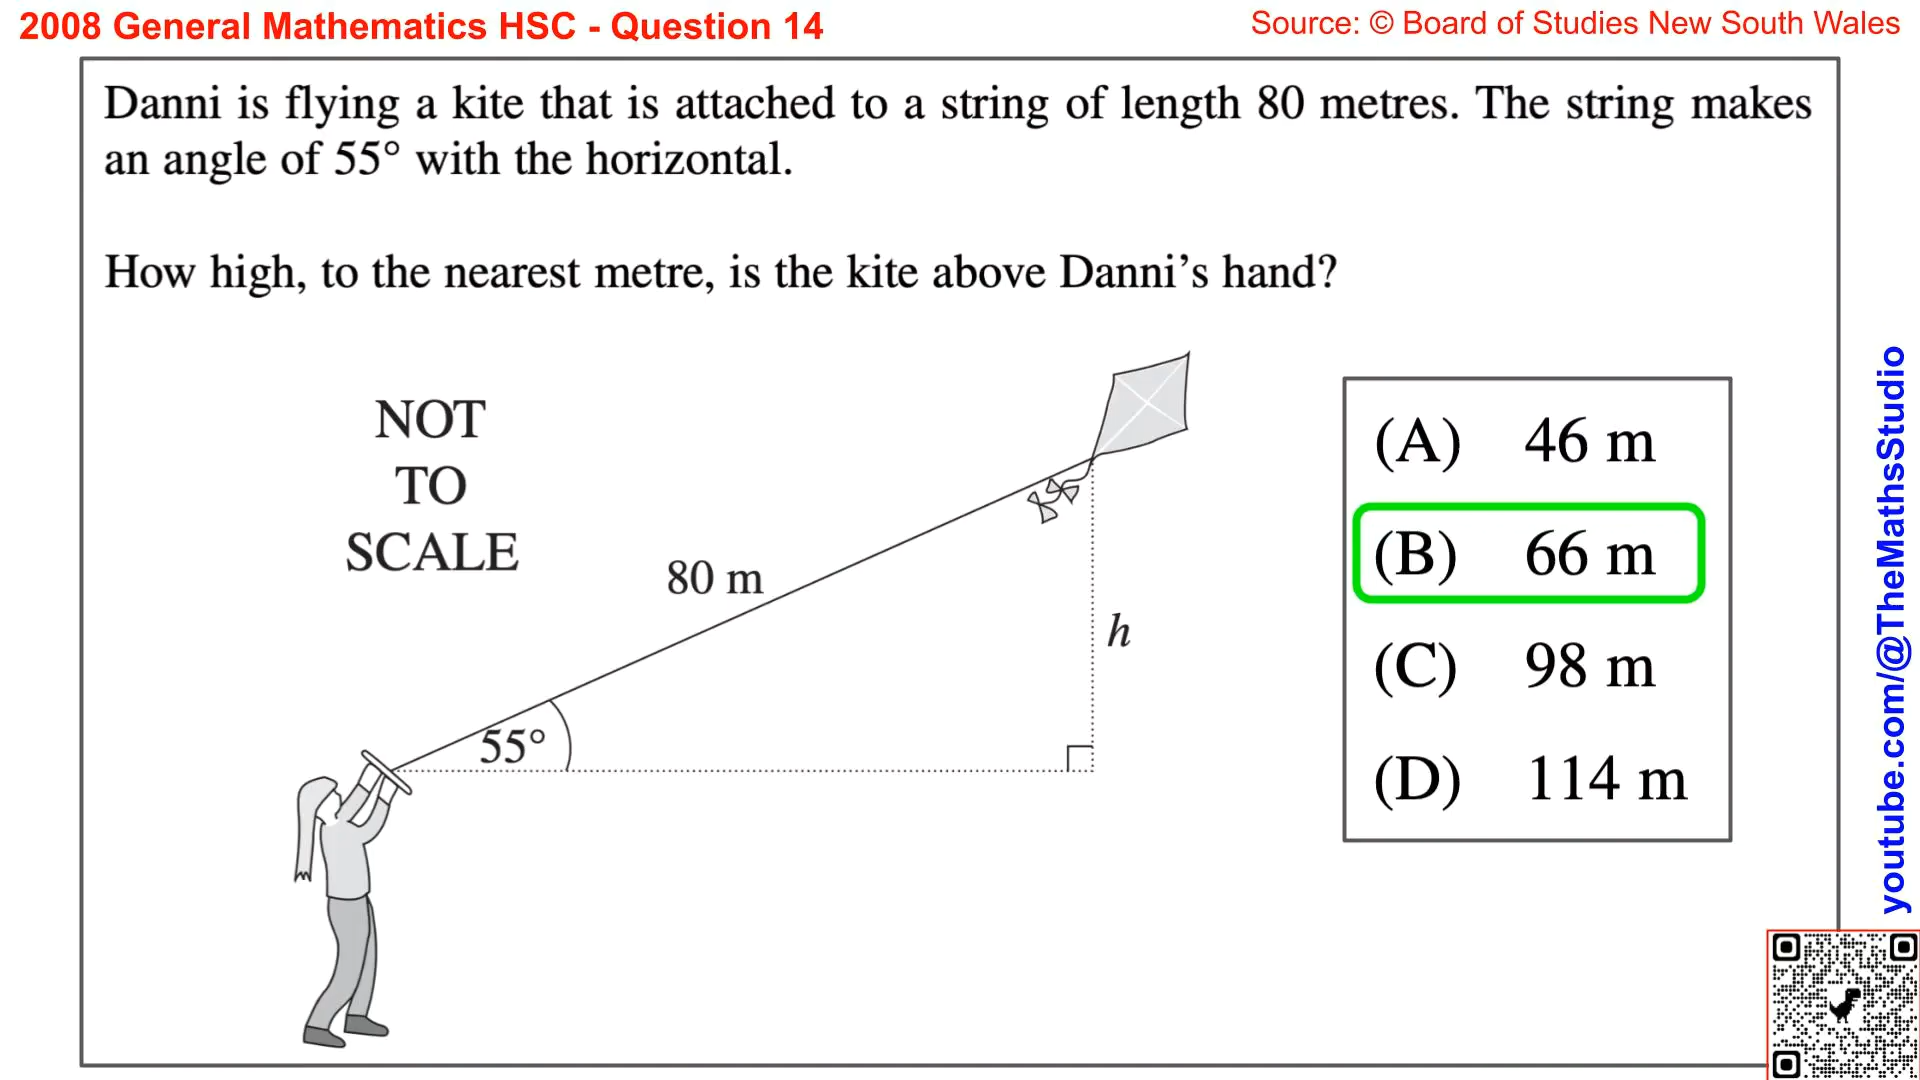 2008 General Mathematics HSC - Question 14
Source: © Board of Studies New South Wales
Danni is flying a kite that is attached to a string of length 80 metres. The string makes
an angle of 55° with the horizontal.
How high, to the nearest metre, is the kite above Danni’s hand?
NOT
TO
SCALE
80 m
h
55°
(A) 46 m
(B) 66 m
(C) 98 m
(D) 114 m
youtube.com/@TheMathsStudio